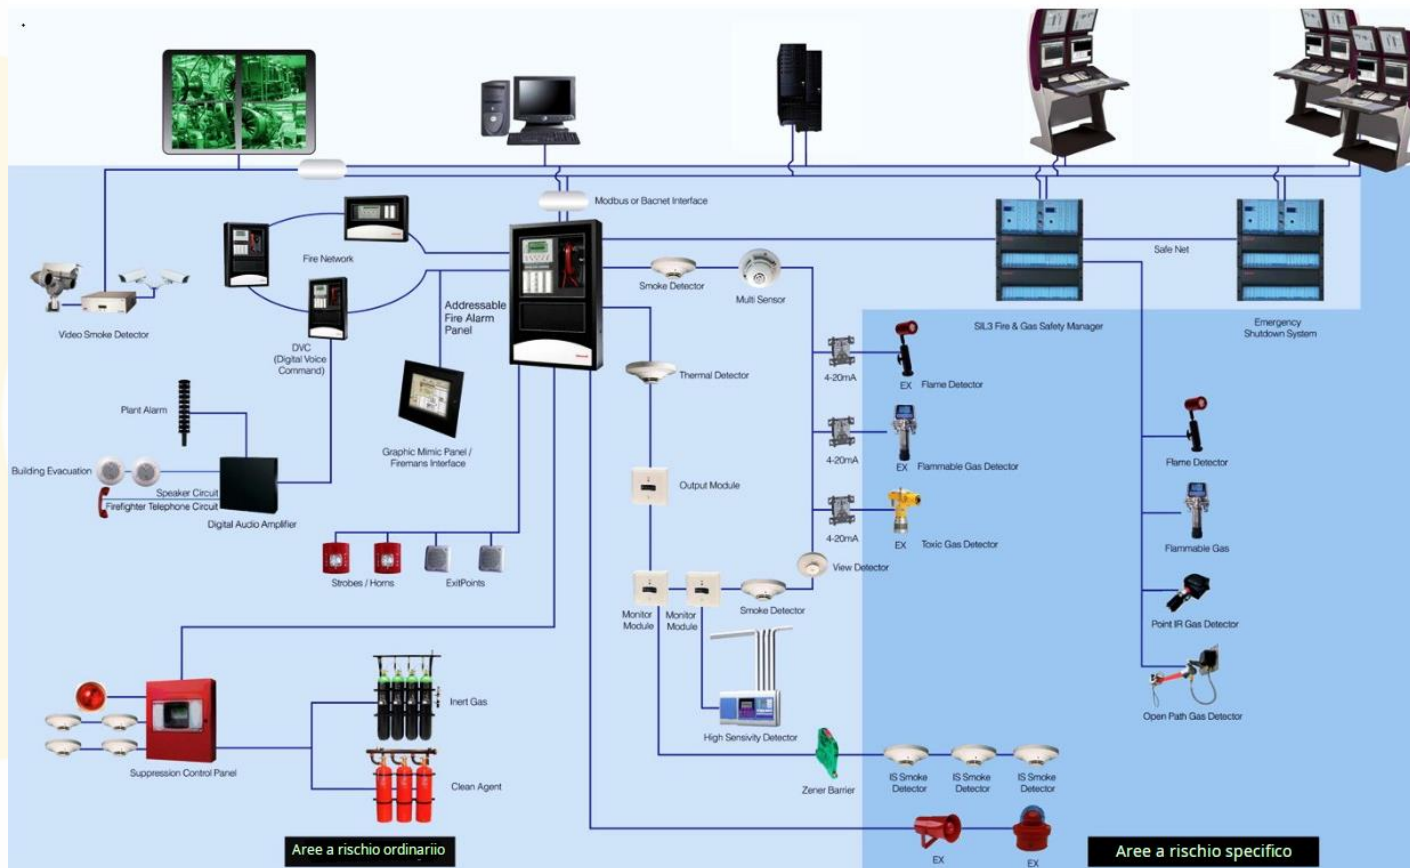 Modbus or Bacnet Interface
Fire Network
Smoke Detector
Multi Sensor
Safe Net
Video Smoke Detector
Addressable
Fire Alarm
Panel
SIL3 Fire & Gas Safety Manager
Emergency
Shutdown System
DVC
(Digital Voice
Command)
Thermal Detector
4-20mA
EX
Flame Detector
Plant Alarm
Graphic Mimic Panel /
Firemans Interface
4-20mA
EX
Flammable Gas Detector
Flame Detector
Building Evacuation
Speaker Circuit
Firefighter Telephone Circuit
Digital Audio Amplifier
Output Module
4-20mA
EX
Toxic Gas Detector
Flammable Gas
Strobes / Horns
ExitPoints
View Detector
Monitor
Module
Monitor
Module
Smoke Detector
Point IR Gas Detector
Inert Gas
High Sensivity Detector
Open Path Gas Detector
Suppression Control Panel
Clean Agent
Zener Barrier
IS Smoke
Detector
IS Smoke
Detector
IS Smoke
Detector
EX
EX
Aree a rischio ordinariio
Aree a rischio specifico